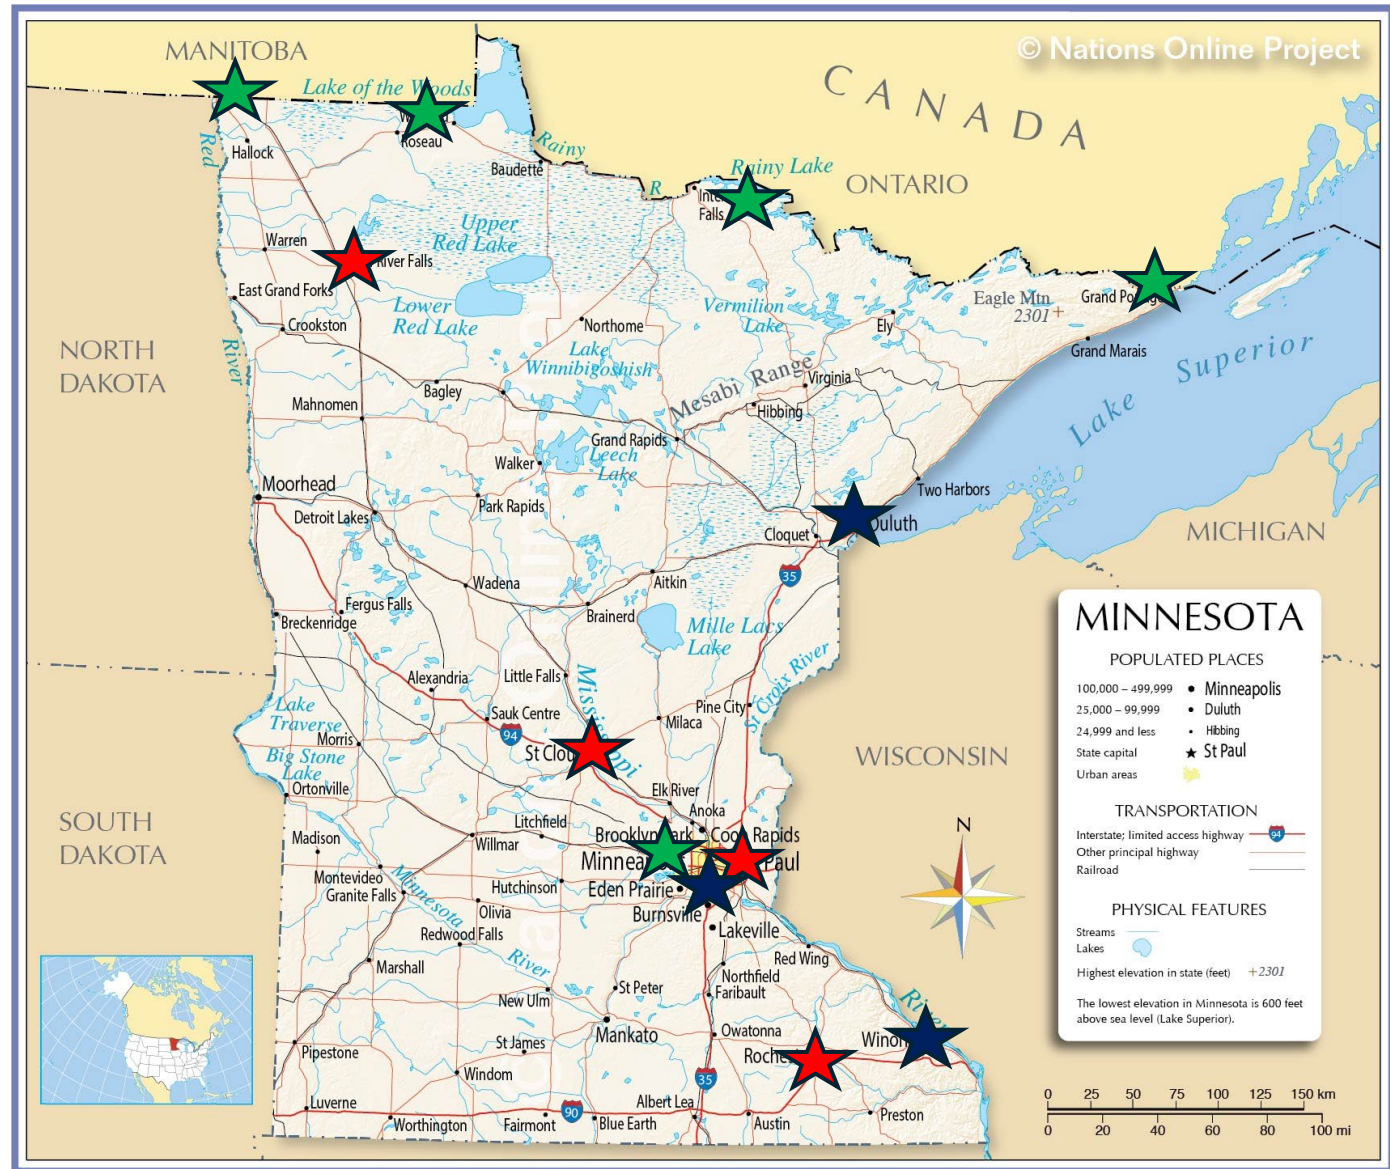 © Nations Online Project
MANITOBA
CANADA
Lake of the Woods
Red
Roseau
Hallock
Rainy
Baudette
R
Rainy Lake
ONTARIO
Falls
Upper
Red Lake
Warren
River Falls
East Grand Forks
Lower
Red Lake
Crookston
Northome
Vermilion
Lake
Ely
Eagle Mtn
2301
Grand
Grand Marais
NORTH
DAKOTA
River
Lake
Winnibigoshish
Mesabi Range
Virginia
Hibbing
Lake Superior
Bagley
Mahnomen
Grand Rapids
Leech
Lake
Walker
Two Harbors
Moorhead
Park Rapids
Detroit Lakes
Duluth
Cloquet
MICHIGAN
35
Wadena
Aitkin
Fergus Falls
Brainerd
Breckenridge
Mille Lacs
Lake
MINNESOTA
POPULATED PLACES
100,000 – 499,999 Minneapolis
25,000 – 99,999 Duluth
24,999 and less Hibbing
State capital St Paul
Urban areas
TRANSPORTATION
Interstate; limited access highway 94
Other principal highway
Railroad
PHYSICAL FEATURES
Streams
Lakes
Highest elevation in state (feet) +2301
The lowest elevation in Minnesota is 600 feet
above sea level (Lake Superior).
Alexandria
Little Falls
Mississippi
St Croix River
Pine City
Lake
Traverse
Sauk Centre
Milaca
94
Morris
St
WISCONSIN
Big Stone
Lake
Ortonville
Elk River
Anoka
SOUTH
DAKOTA
Litchfield
Rapids
Madison
Willmar
Paul
Montevideo
Granite Falls
Minnesota
River
Hutchinson
Eden Prairie
Olivia
Burnsville
Redwood Falls
Lakeville
N
Marshall
Red Wing
Northfield
Faribault
St Peter
New Ulm
River
Mankato
Owatonna
St James
Pipestone
Windom
35
Luverne
Albert Lea
90
Worthington
Fairmont
Blue Earth
Austin
Preston
0 25 50 75 100 125 150 km
0 20 40 60 80 100 mi